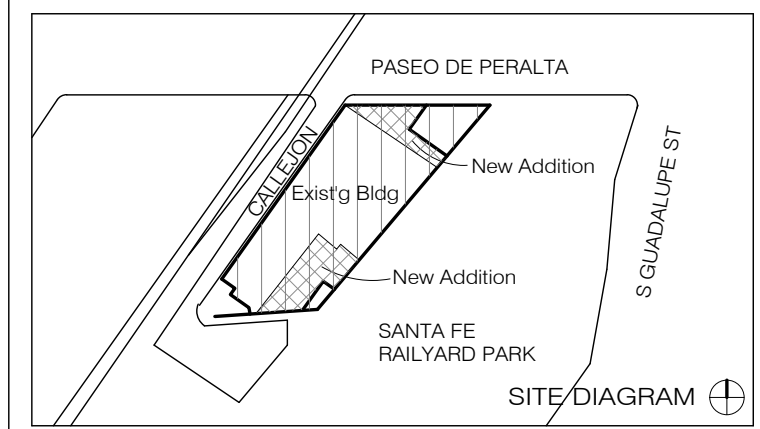 PASEO DE PERALTA
CALLEJON
New Addition
S GUADALUPE ST
Exist'g Bldg
New Addition
SANTA FE
RAILYARD PARK
SITE DIAGRAM